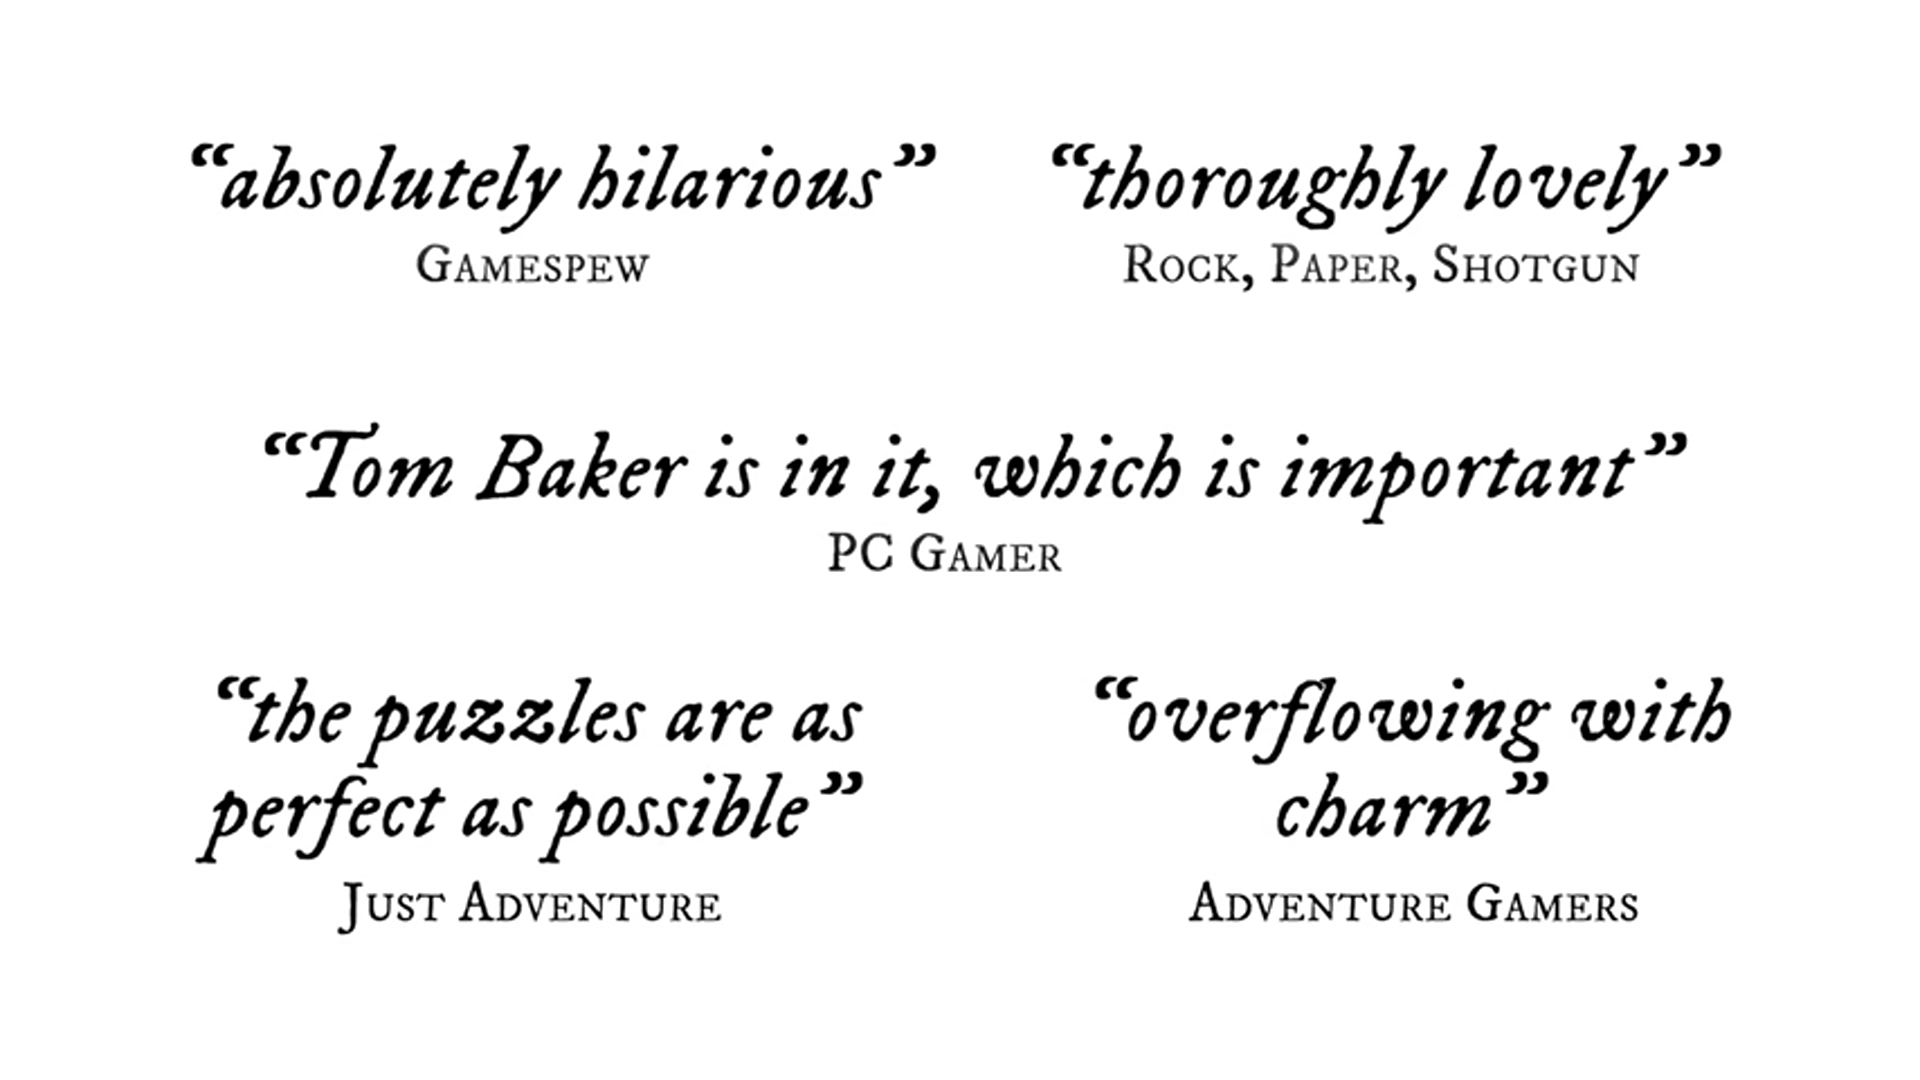 “absolutely hilarious”
Gamespew
“thoroughly lovely”
Rock, Paper, Shotgun
“Tom Baker is in it, which is important”
PC Gamer
“the puzzles are as
perfect as possible”
Just Adventure
“overflowing with
charm”
Adventure Gamers